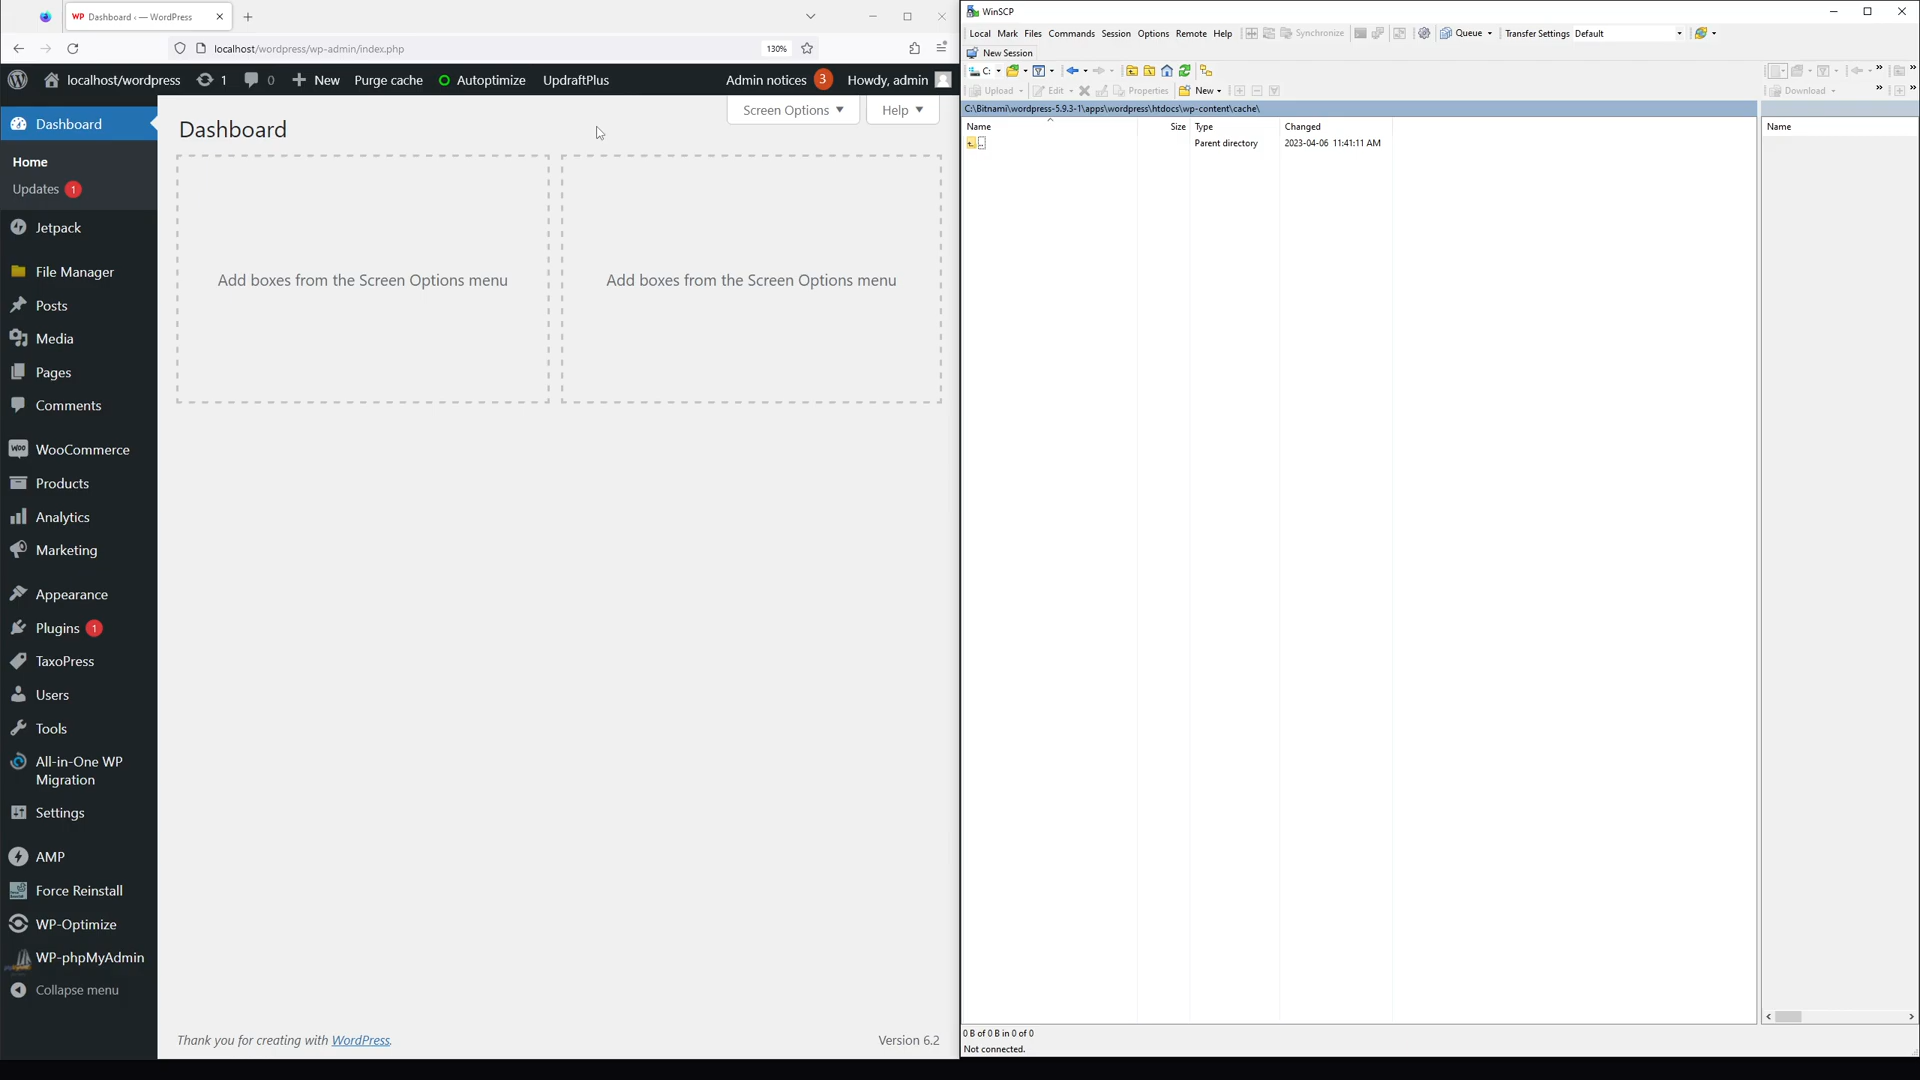 WP Dashboard ‹ — WordPress
localhost/wordpress/wp-admin/index.php
130%
localhost/wordpress
1
0
New
Purge cache
Autoptimize
UpdraftPlus
Admin notices 3
Howdy, admin
Dashboard
Home
Updates 1
Jetpack
File Manager
Posts
Media
Pages
Comments
WooCommerce
Products
Analytics
Marketing
Appearance
Plugins 1
TaxoPress
Users
Tools
All-in-One WP
Migration
Settings
AMP
Force Reinstall
WP-Optimize
WP-phpMyAdmin
Collapse menu
Screen Options
Help
Dashboard
Add boxes from the Screen Options menu
Add boxes from the Screen Options menu
Thank you for creating with WordPress.
Version 6.2
WinSCP
Local Mark Files Commands Session Options Remote Help
Synchronize
Queue
Transfer Settings Default
New Session
C:
Upload
Edit
Properties
New
Download
C:\Bitnami\wordpress-5.9.3-1\apps\wordpress\htdocs\wp-content\cache\
Name Size Type Changed
.. Parent directory 2023-04-06 11:41:11 AM
Name
0 B of 0 B in 0 of 0
Not connected.